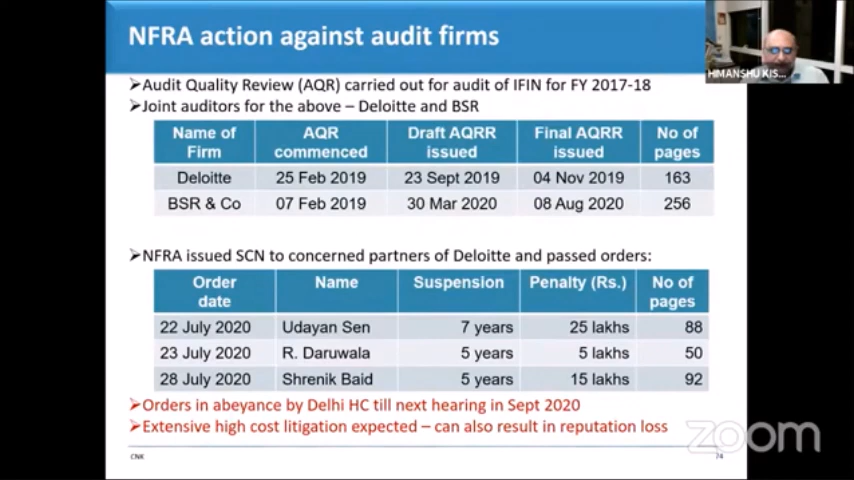 NFRA action against audit firms
HIMANSHU KIS...
➢Audit Quality Review (AQR) carried out for audit of IFIN for FY 2017-18
➢Joint auditors for the above – Deloitte and BSR
Name of Firm AQR commenced Draft AQRR issued Final AQRR issued No of pages
Deloitte 25 Feb 2019 23 Sept 2019 04 Nov 2019 163
BSR & Co 07 Feb 2019 30 Mar 2020 08 Aug 2020 256
➢NFRA issued SCN to concerned partners of Deloitte and passed orders:
Order date Name Suspension Penalty (Rs.) No of pages
22 July 2020 Udayan Sen 7 years 25 lakhs 88
23 July 2020 R. Daruwala 5 years 5 lakhs 50
28 July 2020 Shrenik Baid 5 years 15 lakhs 92
➢Orders in abeyance by Delhi HC till next hearing in Sept 2020
➢Extensive high cost litigation expected – can also result in reputation loss
zoom
CNK 74